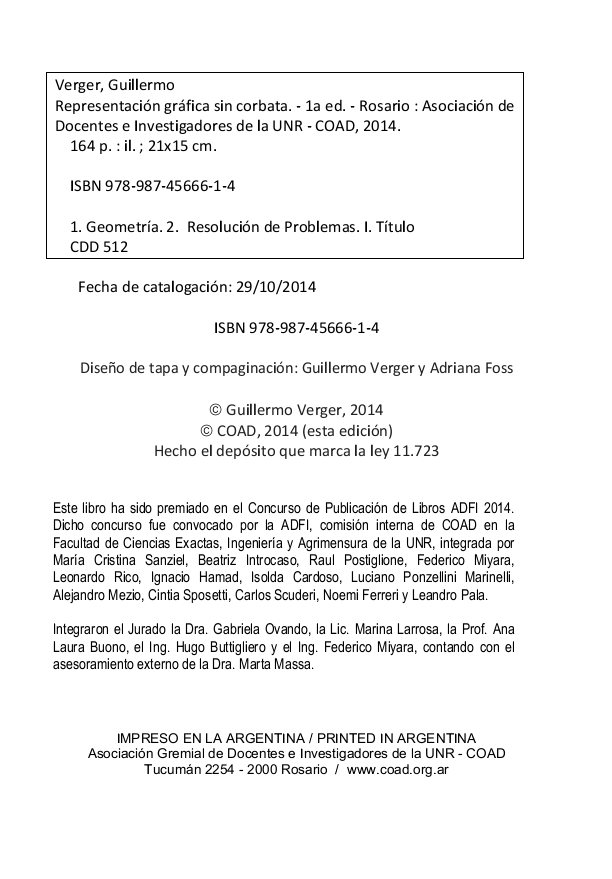 Verger, Guillermo
Representación gráfica sin corbata. - 1a ed. - Rosario : Asociación de
Docentes e Investigadores de la UNR - COAD, 2014.
164 p. : il. ; 21x15 cm.
ISBN 978-987-45666-1-4
1. Geometría. 2.  Resolución de Problemas. I. Título
CDD 512
Fecha de catalogación: 29/10/2014
ISBN 978-987-45666-1-4
Diseño de tapa y compaginación: Guillermo Verger y Adriana Foss
© Guillermo Verger, 2014
© COAD, 2014 (esta edición)
Hecho el depósito que marca la ley 11.723
Este libro ha sido premiado en el Concurso de Publicación de Libros ADFI 2014.
Dicho concurso fue convocado por la ADFI, comisión interna de COAD en la
Facultad de Ciencias Exactas, Ingeniería y Agrimensura de la UNR, integrada por
María Cristina Sanziel, Beatriz Introcaso, Raul Postiglione, Federico Miyara,
Leonardo Rico, Ignacio Hamad, Isolda Cardoso, Luciano Ponzellini Marinelli,
Alejandro Mezio, Cintia Sposetti, Carlos Scuderi, Noemi Ferreri y Leandro Pala.
Integraron el Jurado la Dra. Gabriela Ovando, la Lic. Marina Larrosa, la Prof. Ana
Laura Buono, el Ing. Hugo Buttigliero y el Ing. Federico Miyara, contando con el
asesoramiento externo de la Dra. Marta Massa.
IMPRESO EN LA ARGENTINA / PRINTED IN ARGENTINA
Asociación Gremial de Docentes e Investigadores de la UNR - COAD
Tucumán 2254 - 2000 Rosario  /  www.coad.org.ar